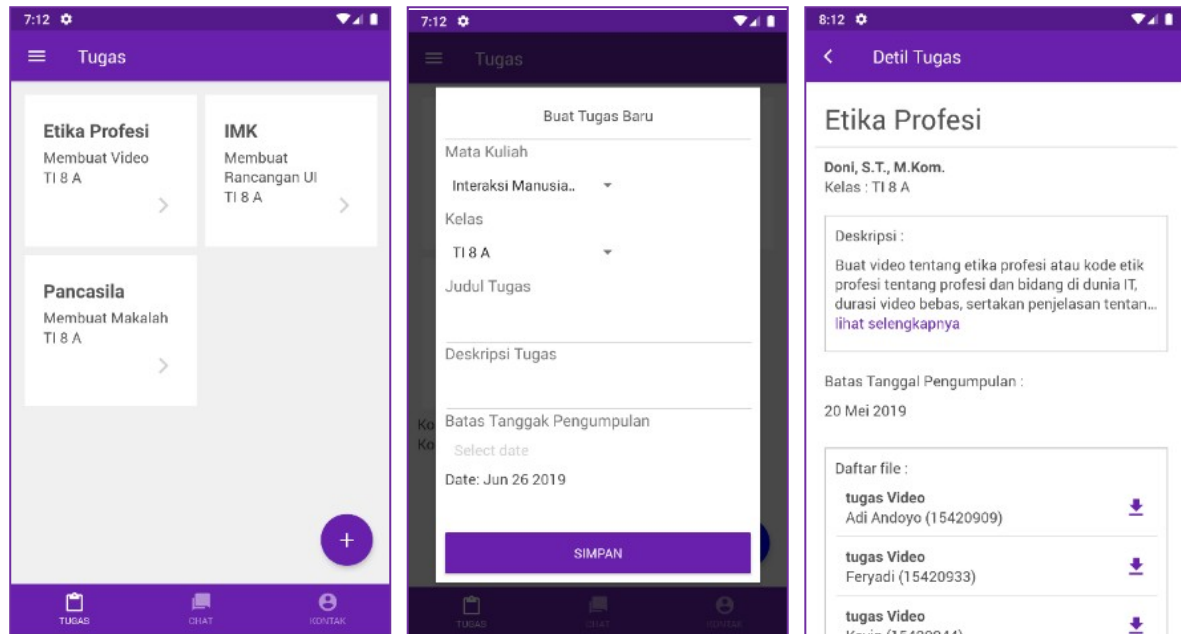 7:12
Tugas
Etika Profesi
Membuat Video
TI 8 A
IMK
Membuat
Rancangan UI
TI 8 A
Pancasila
Membuat Makalah
TI 8 A
+
TUGAS
CHAT
KONTAK
7:12
Tugas
Buat Tugas Baru
Mata Kuliah
Interaksi Manusia..
Kelas
TI 8 A
Judul Tugas
Deskripsi Tugas
Ko
Ko
Batas Tanggak Pengumpulan
Select date
Date: Jun 26 2019
SIMPAN
TUGAS
CHAT
KONTAK
8:12
Detil Tugas
Etika Profesi
Doni, S.T., M.Kom.
Kelas : TI 8 A
Deskripsi :
Buat video tentang etika profesi atau kode etik
profesi tentang profesi dan bidang di dunia IT,
durasi video bebas, sertakan penjelasan tentan...
lihat selengkapnya
Batas Tanggal Pengumpulan :
20 Mei 2019
Daftar file :
tugas Video
Adi Andoyo (15420909)
tugas Video
Feryadi (15420933)
tugas Video